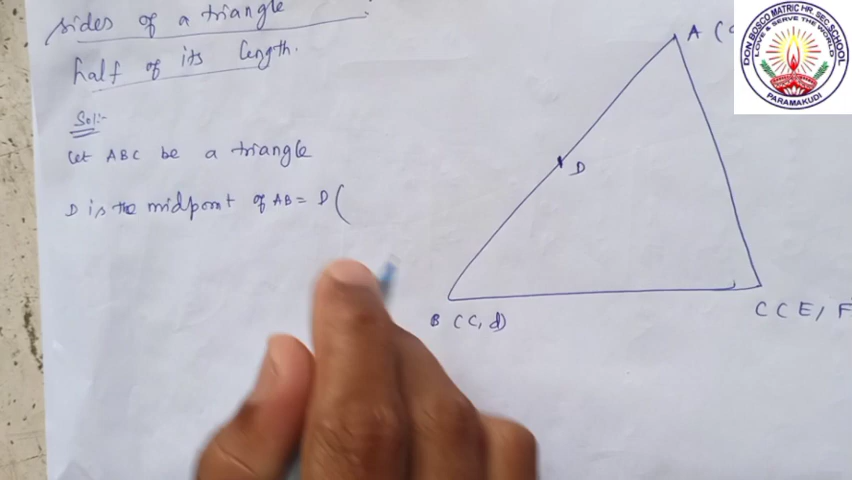 sides of a triangle
half of its length.
Sol:-
Let ABC be a triangle
D is the midpoint of AB = D (
A (
D
B (C, d)
C ( E, F
DON BOSCO MATRIC HR. SEC. SCHOOL
LOVE & SERVE THE WORLD
PARAMAKUDI